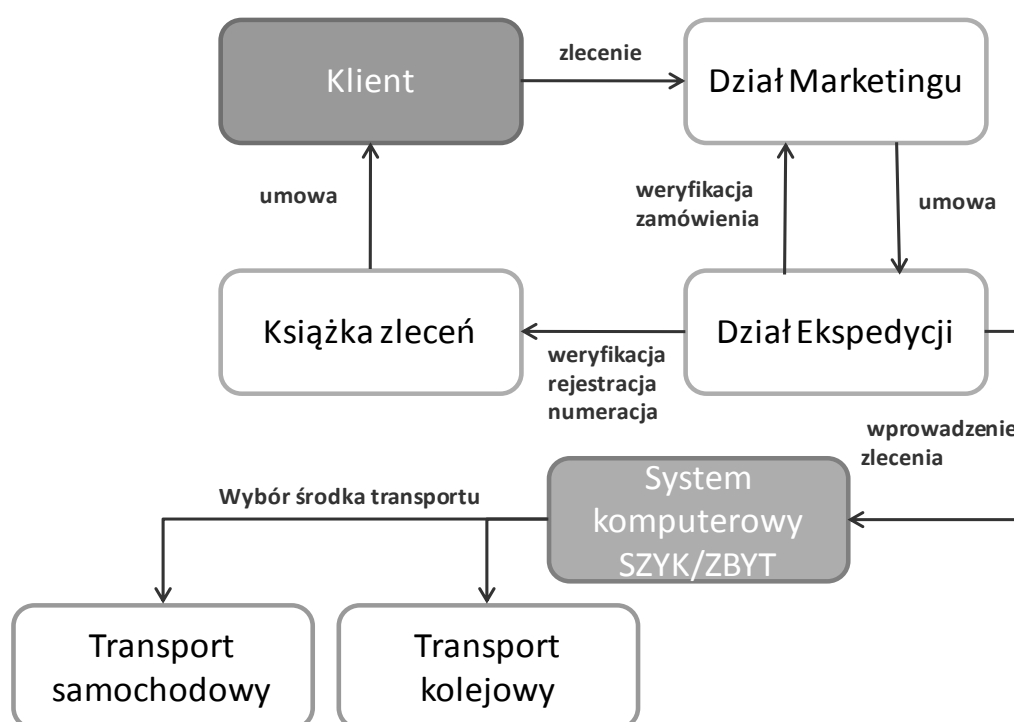 Klient
zlecenie
Dział Marketingu
umowa
weryfikacja
zamówienia
umowa
Książka zleceń
weryfikacja
rejestracja
numeracja
Dział Ekspedycji
wprowadzenie
zlecenia
System
komputerowy
SZYK/ZBYT
Wybór środka transportu
Transport
samochodowy
Transport
kolejowy